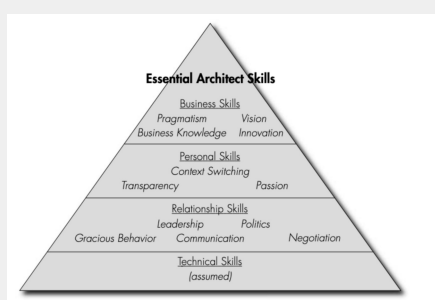 Essential Architect Skills
Business Skills
Pragmatism Vision
Business Knowledge Innovation
Personal Skills
Context Switching
Transparency Passion
Relationship Skills
Leadership Politics
Gracious Behavior Communication Negotiation
Technical Skills
(assumed)